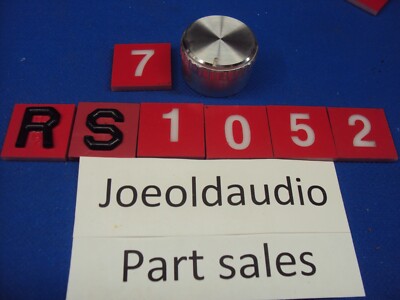 7
RS1052
Joeoldaudio
Part sales